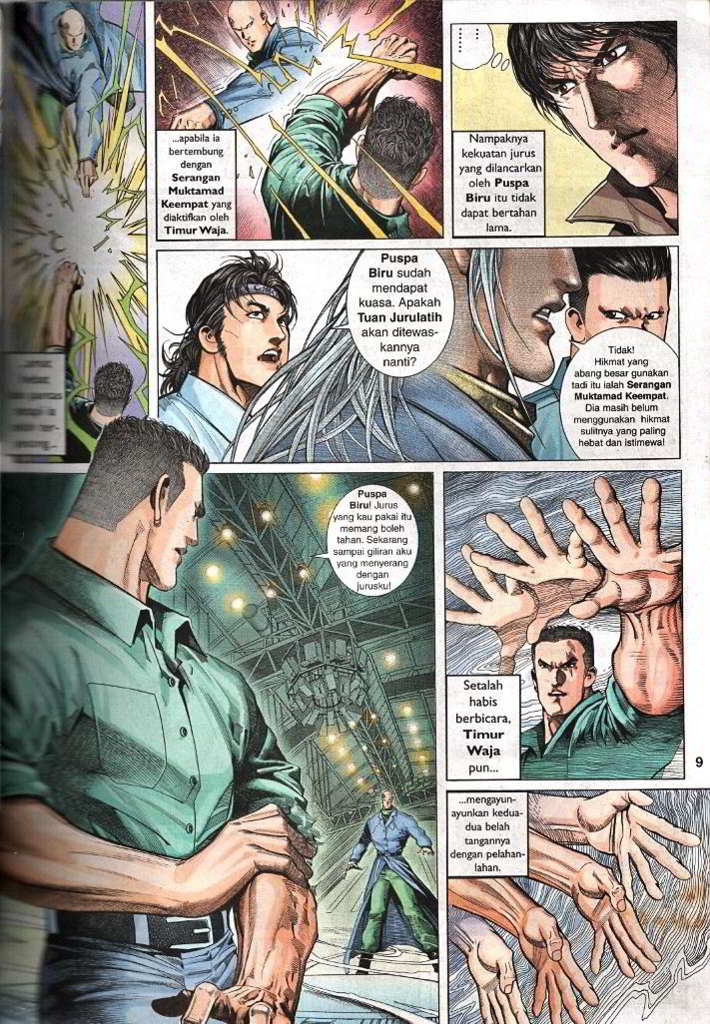 ...apabila ia
bertembung
dengan
Serangan
Muktamad
Keempat yang
diaktifkan oleh
Timur Waja.
Nampaknya
kekuatan jurus
yang dilancarkan
oleh Puspa
Biru itu tidak
dapat bertahan
lama.
Puspa
Biru sudah
mendapat
kuasa. Apakah
Tuan Jurulatih
akan ditewas-
kannya
nanti?
Tidak!
Hikmat yang
abang besar gunakan
tadi itu ialah Serangan
Muktamad Keempat.
Dia masih belum
menggunakan hikmat
sulitnya yang paling
hebat dan istimewa!
Puspa
Biru! Jurus
yang kau pakai itu
memang boleh
tahan. Sekarang
sampai giliran aku
yang menyerang
dengan
jurusku!
Setelah
habis
berbicara,
Timur
Waja
pun...
9
...mengayun-
ayunkan kedua-
dua belah
tangannya
dengan pelahan-
lahan.